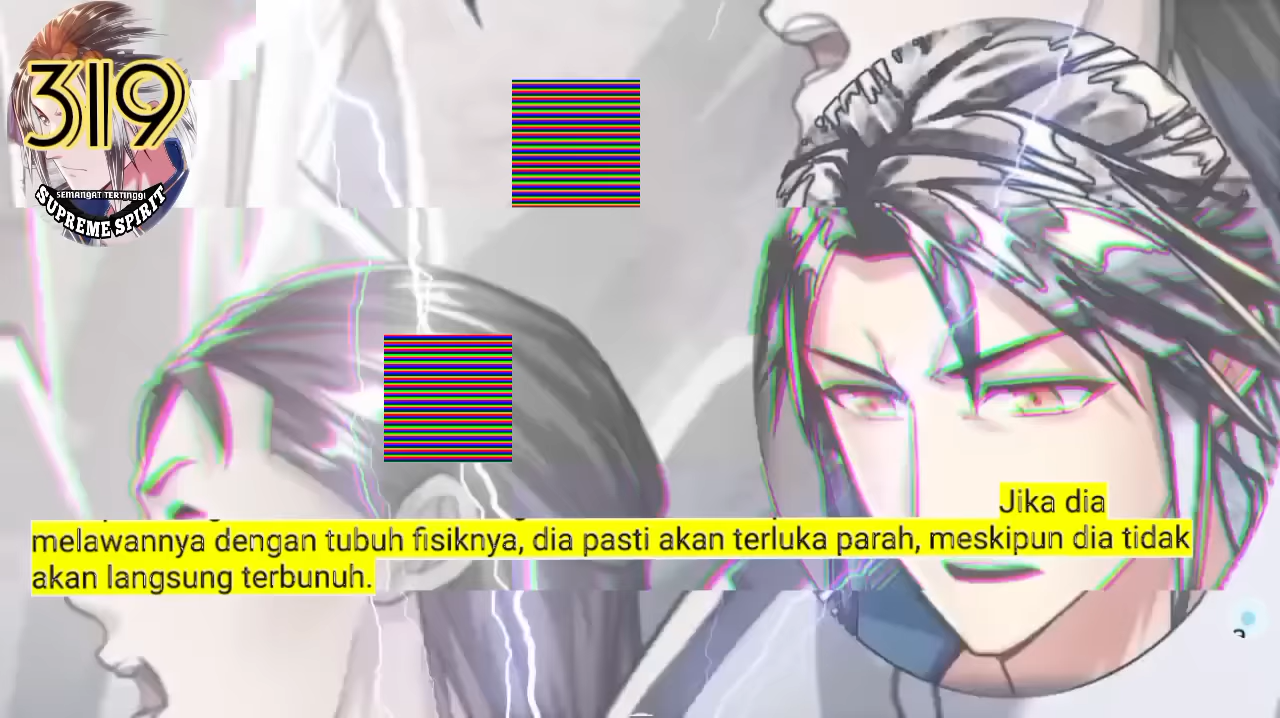 319
SEMANGAT TERTINGGI
SUPREME SPIRIT
Jika dia
melawannya dengan tubuh fisiknya, dia pasti akan terluka parah, meskipun dia tidak
akan langsung terbunuh.